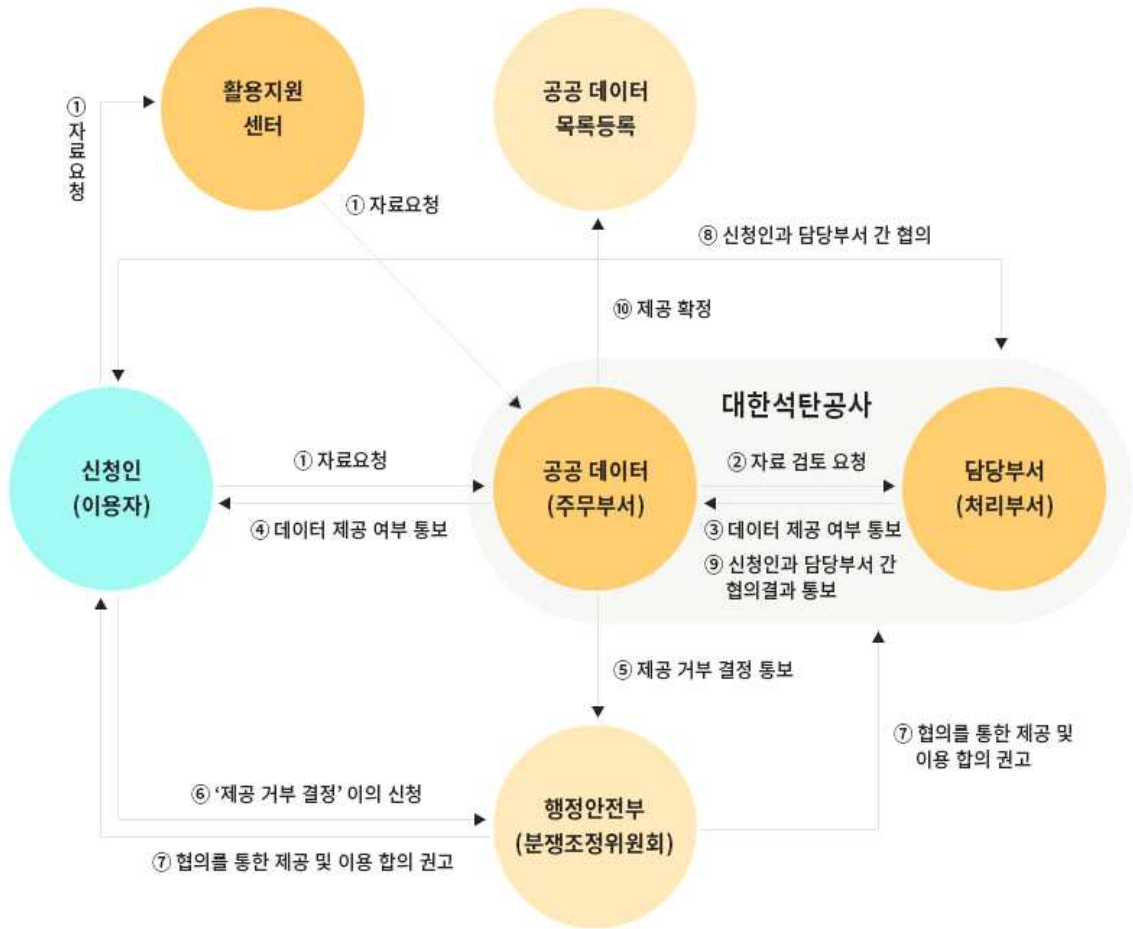 활용지원
센터
공공 데이터
목록등록
① 자료요청
① 자료요청
⑧ 신청인과 담당부서 간 협의
⑩ 제공 확정
대한석탄공사
신청인
(이용자)
① 자료요청
④ 데이터 제공 여부 통보
공공 데이터
(주무부서)
② 자료 검토 요청
③ 데이터 제공 여부 통보
⑨ 신청인과 담당부서 간
협의결과 통보
담당부서
(처리부서)
⑤ 제공 거부 결정 통보
⑦ 협의를 통한 제공 및
이용 합의 권고
⑥ ‘제공 거부 결정’ 이의 신청
⑦ 협의를 통한 제공 및 이용 합의 권고
행정안전부
(분쟁조정위원회)